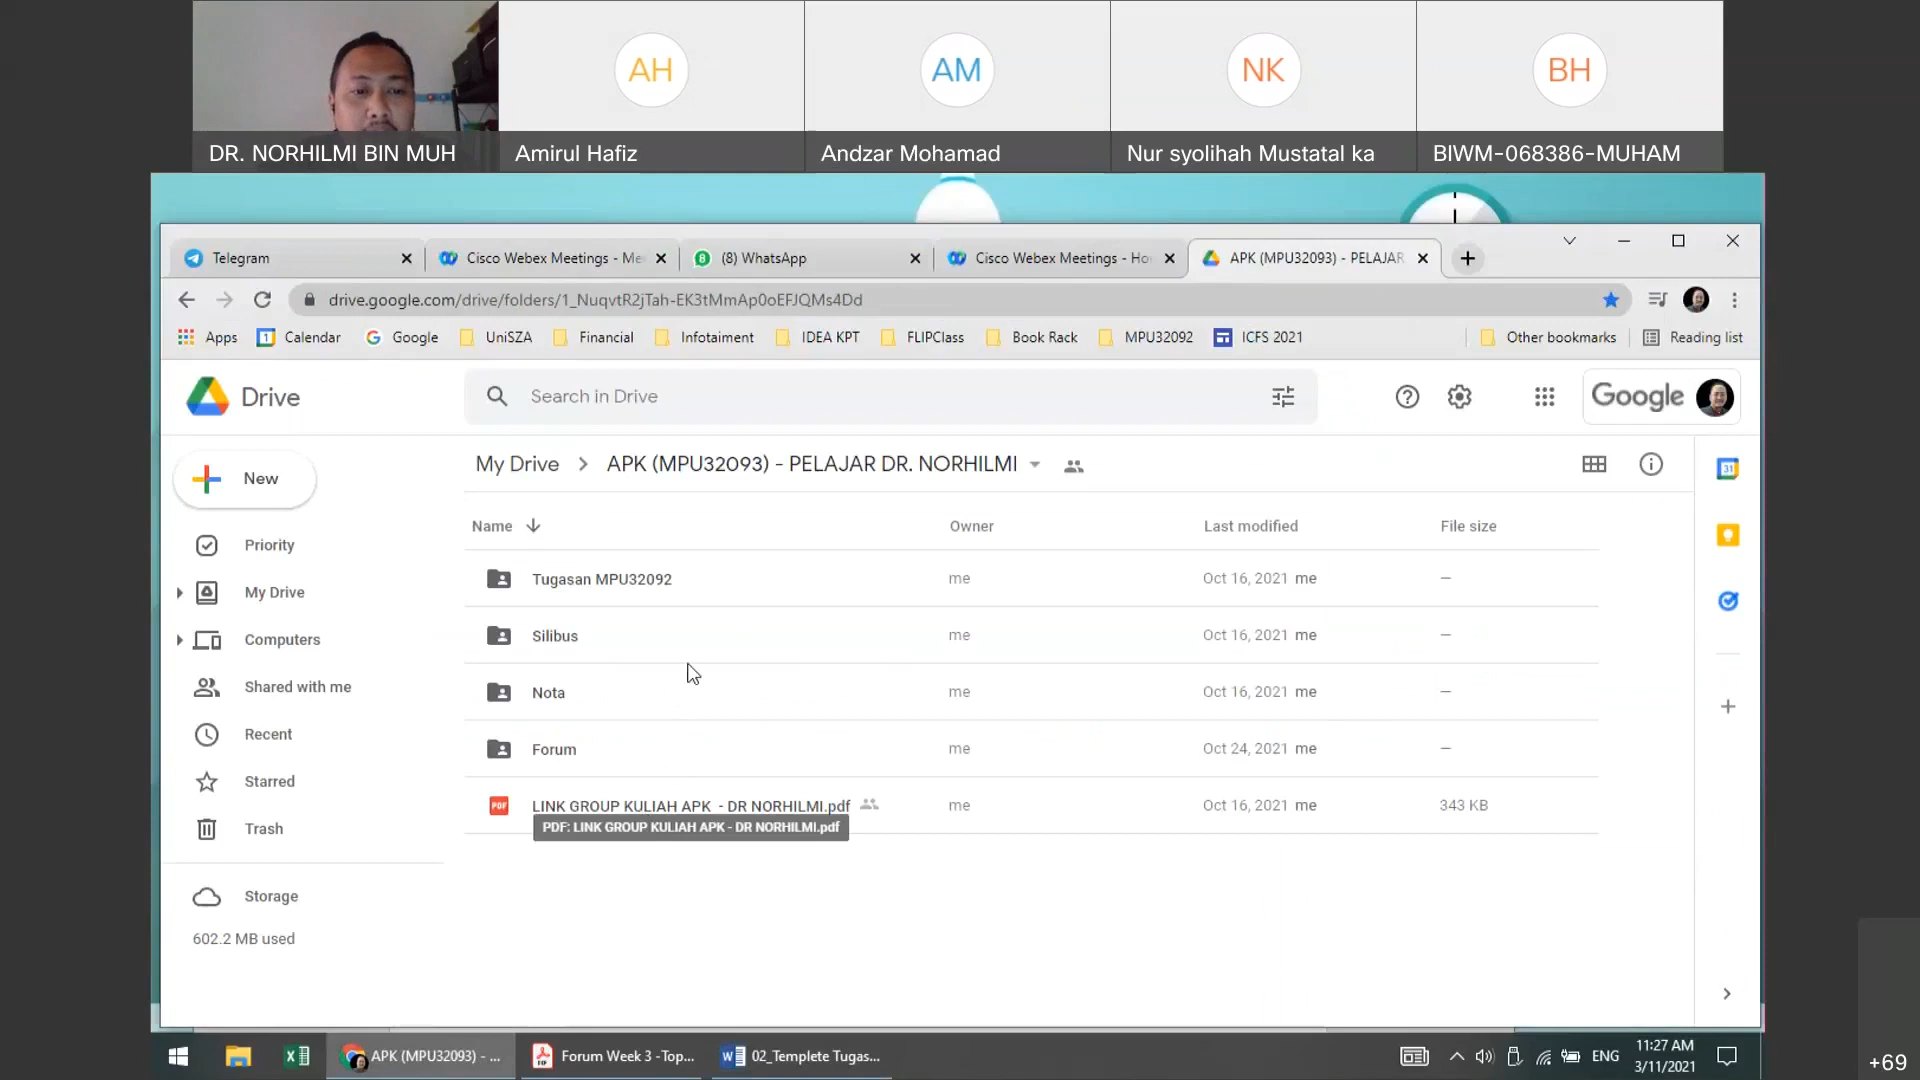 AH
AM
NK
BH
DR. NORHILMI BIN MUH
Amirul Hafiz
Andzar Mohamad
Nur syolihah Mustatal ka
BIWM-068386-MUHAM
Telegram
Cisco Webex Meetings - Me
(8) WhatsApp
Cisco Webex Meetings - Ho
APK (MPU32093) - PELAJAR
drive.google.com/drive/folders/1_NuqvtR2jTah-EK3tMmAp0oEFJQMs4Dd
Apps
Calendar
Google
UniSZA
Financial
Infotaiment
IDEA KPT
FLIPClass
Book Rack
MPU32092
ICFS 2021
Other bookmarks
Reading list
Drive
Search in Drive
Google
New
My Drive
APK (MPU32093) - PELAJAR DR. NORHILMI
31
Name
Owner
Last modified
File size
Priority
My Drive
Computers
Shared with me
Recent
Starred
Trash
Storage
602.2 MB used
Tugasan MPU32092 me Oct 16, 2021 me —
Silibus me Oct 16, 2021 me —
Nota me Oct 16, 2021 me —
Forum me Oct 24, 2021 me —
PDF LINK GROUP KULIAH APK - DR NORHILMI.pdf me Oct 16, 2021 me 343 KB
PDF: LINK GROUP KULIAH APK - DR NORHILMI.pdf
APK (MPU32093) - ...
Forum Week 3 -Top...
02_Templete Tugas...
ENG
11:27 AM
3/11/2021
+69